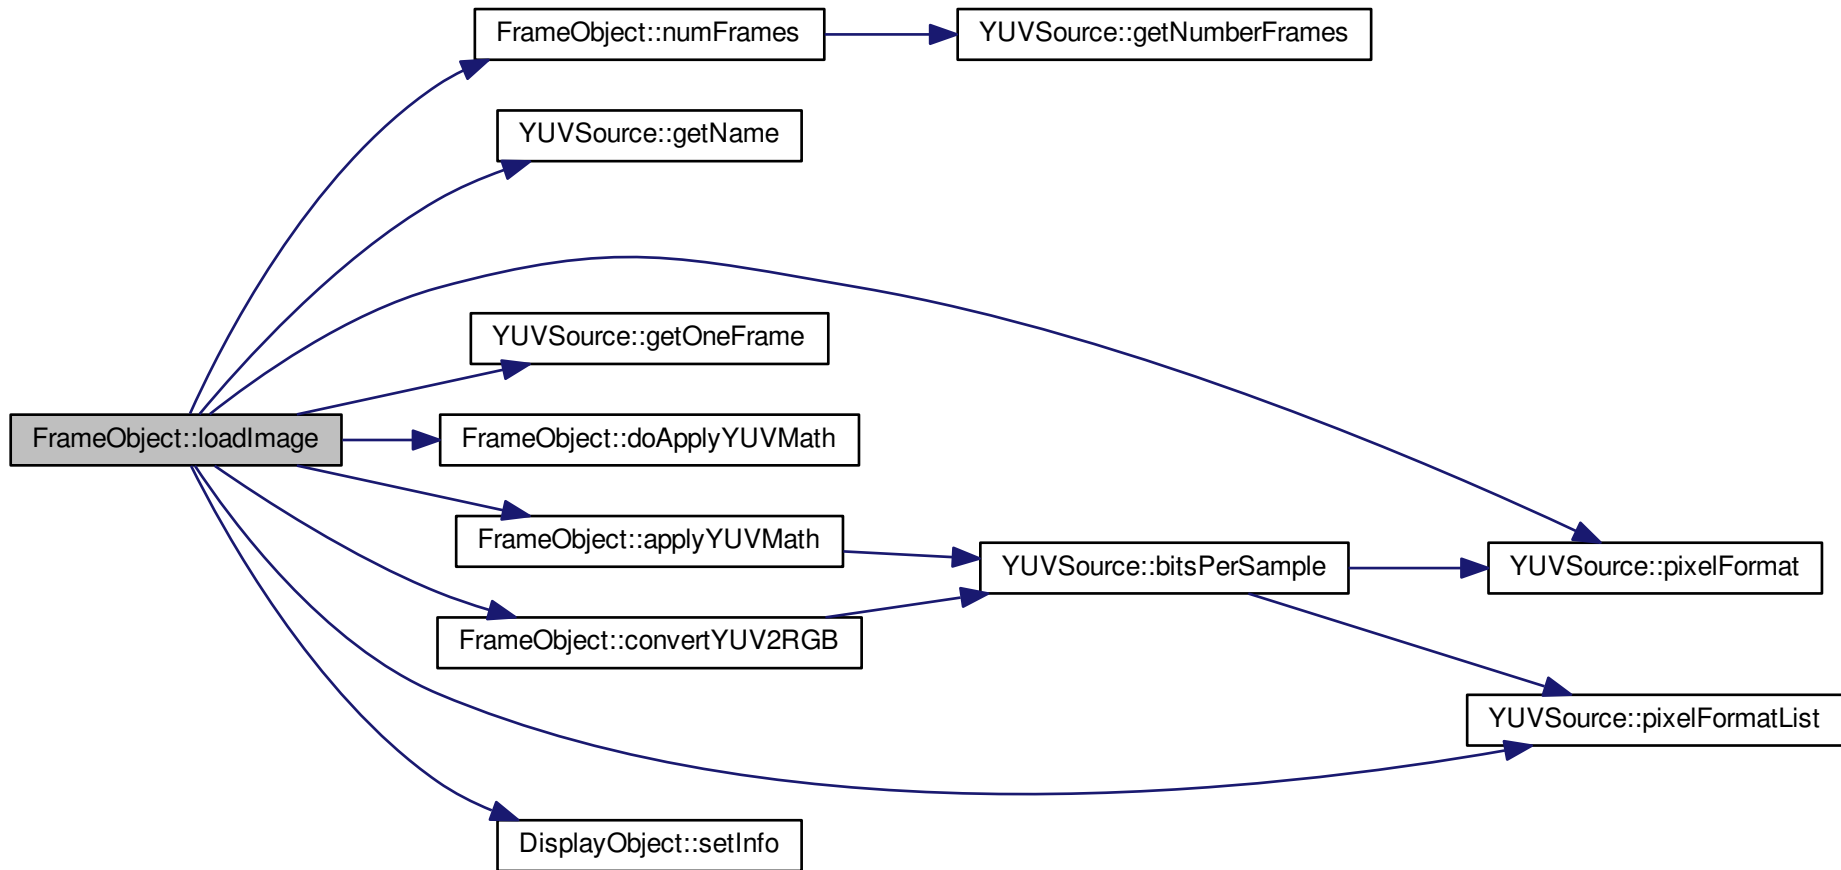 FrameObject::numFrames
YUVSource::getNumberFrames
YUVSource::getName
YUVSource::getOneFrame
FrameObject::loadImage
FrameObject::doApplyYUVMath
FrameObject::applyYUVMath
YUVSource::bitsPerSample
YUVSource::pixelFormat
FrameObject::convertYUV2RGB
YUVSource::pixelFormatList
DisplayObject::setInfo